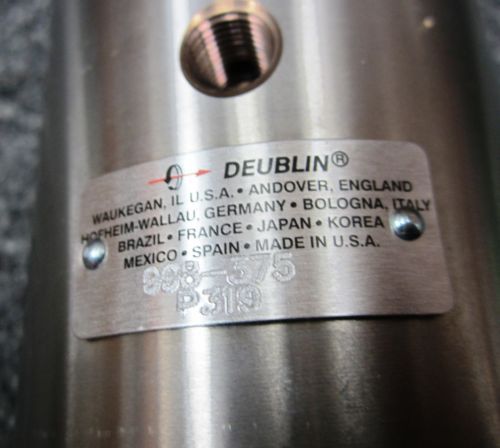 DEUBLIN®
WAUKEGAN, IL U.S.A. • ANDOVER, ENGLAND
HOFHEIM-WALLAU, GERMANY • BOLOGNA, ITALY
BRAZIL • FRANCE • JAPAN • KOREA
MEXICO • SPAIN • MADE IN U.S.A.
998-375
P319